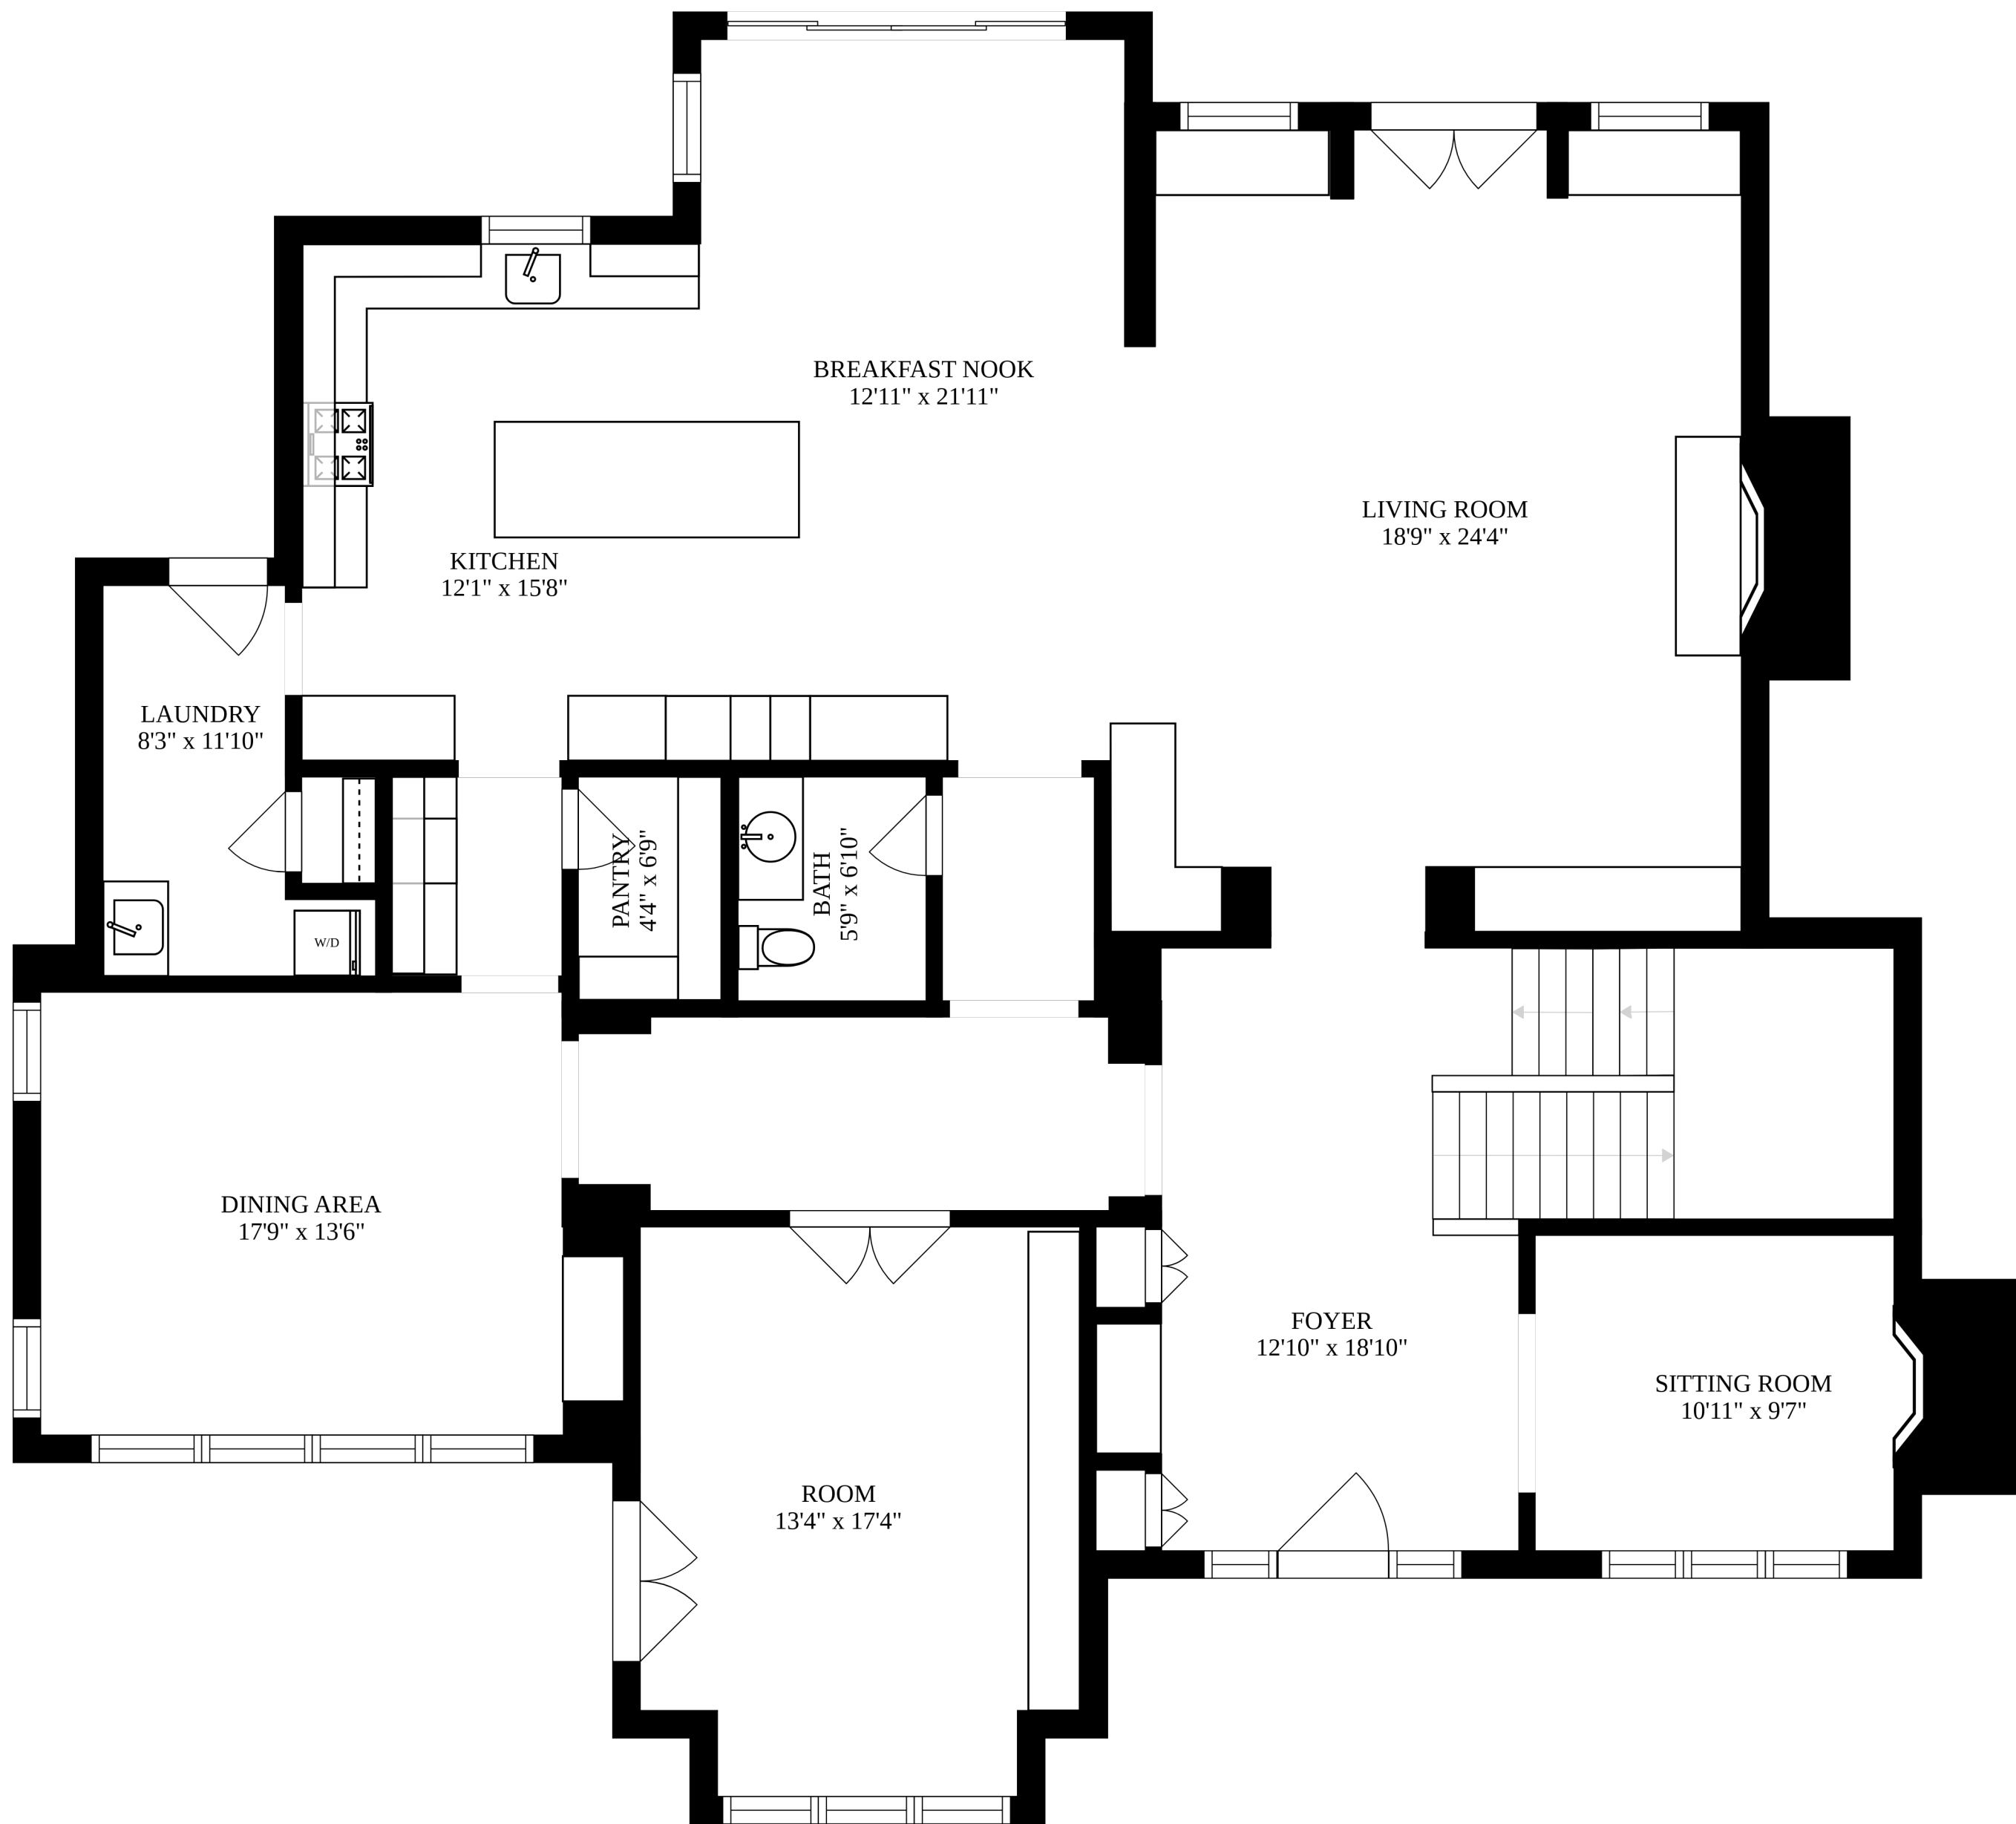 BREAKFAST NOOK
12'11" x 21'11"
LIVING ROOM
18'9" x 24'4"
KITCHEN
12'1" x 15'8"
LAUNDRY
8'3" x 11'10"
PANTRY
4'4" x 6'9"
BATH
5'9" x 6'10"
W/D
DINING AREA
17'9" x 13'6"
FOYER
12'10" x 18'10"
SITTING ROOM
10'11" x 9'7"
ROOM
13'4" x 17'4"